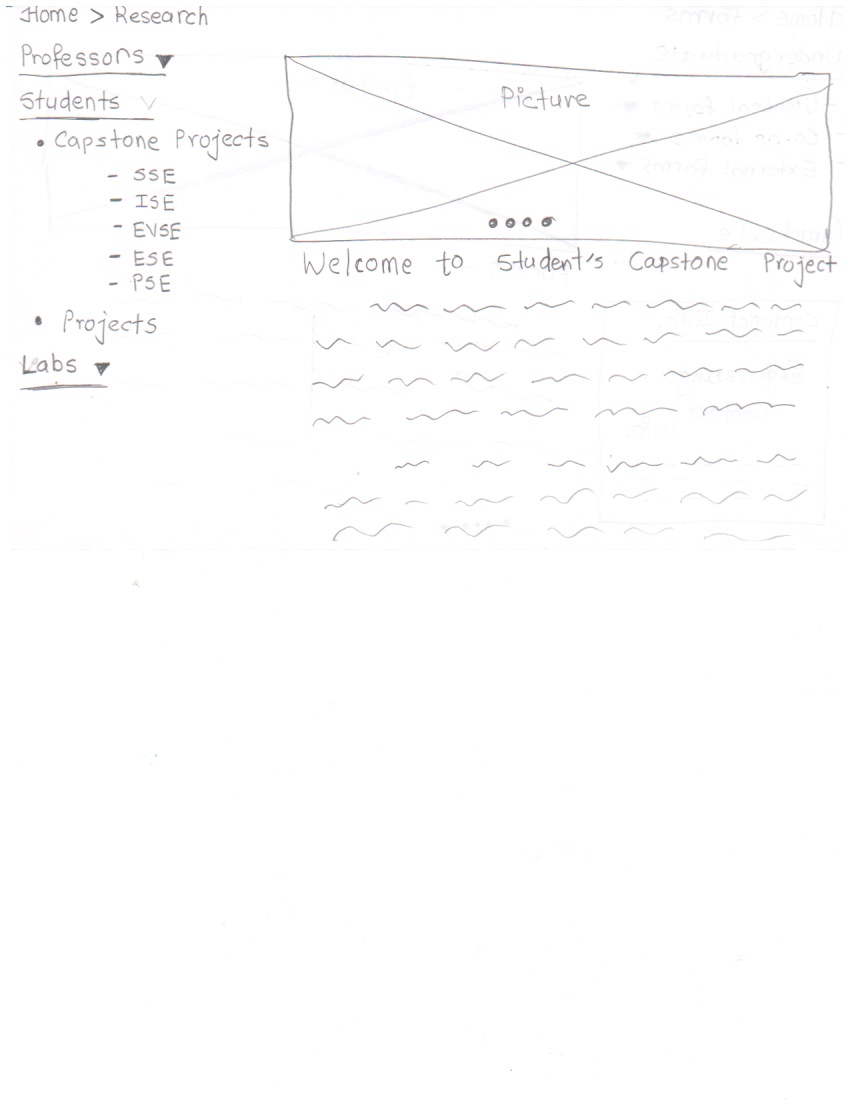 Home > Research
Professors ▼
Students ∨
• Capstone Projects
- SSE
- ISE
- EVSE
- ESE
- PSE
• Projects
Labs ▼
Picture
Welcome to Student's Capstone Project